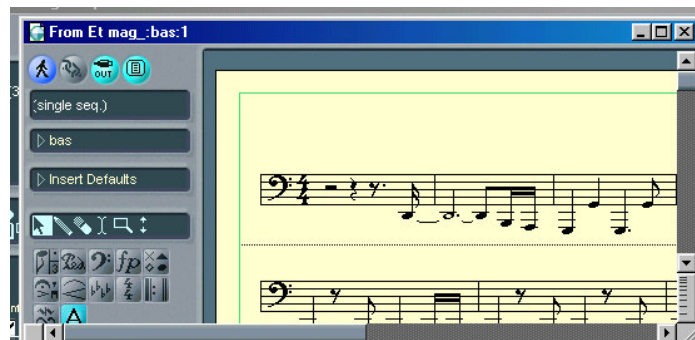 From Et mag_:bas:1
OUT
(single seq.)
bas
Insert Defaults
A